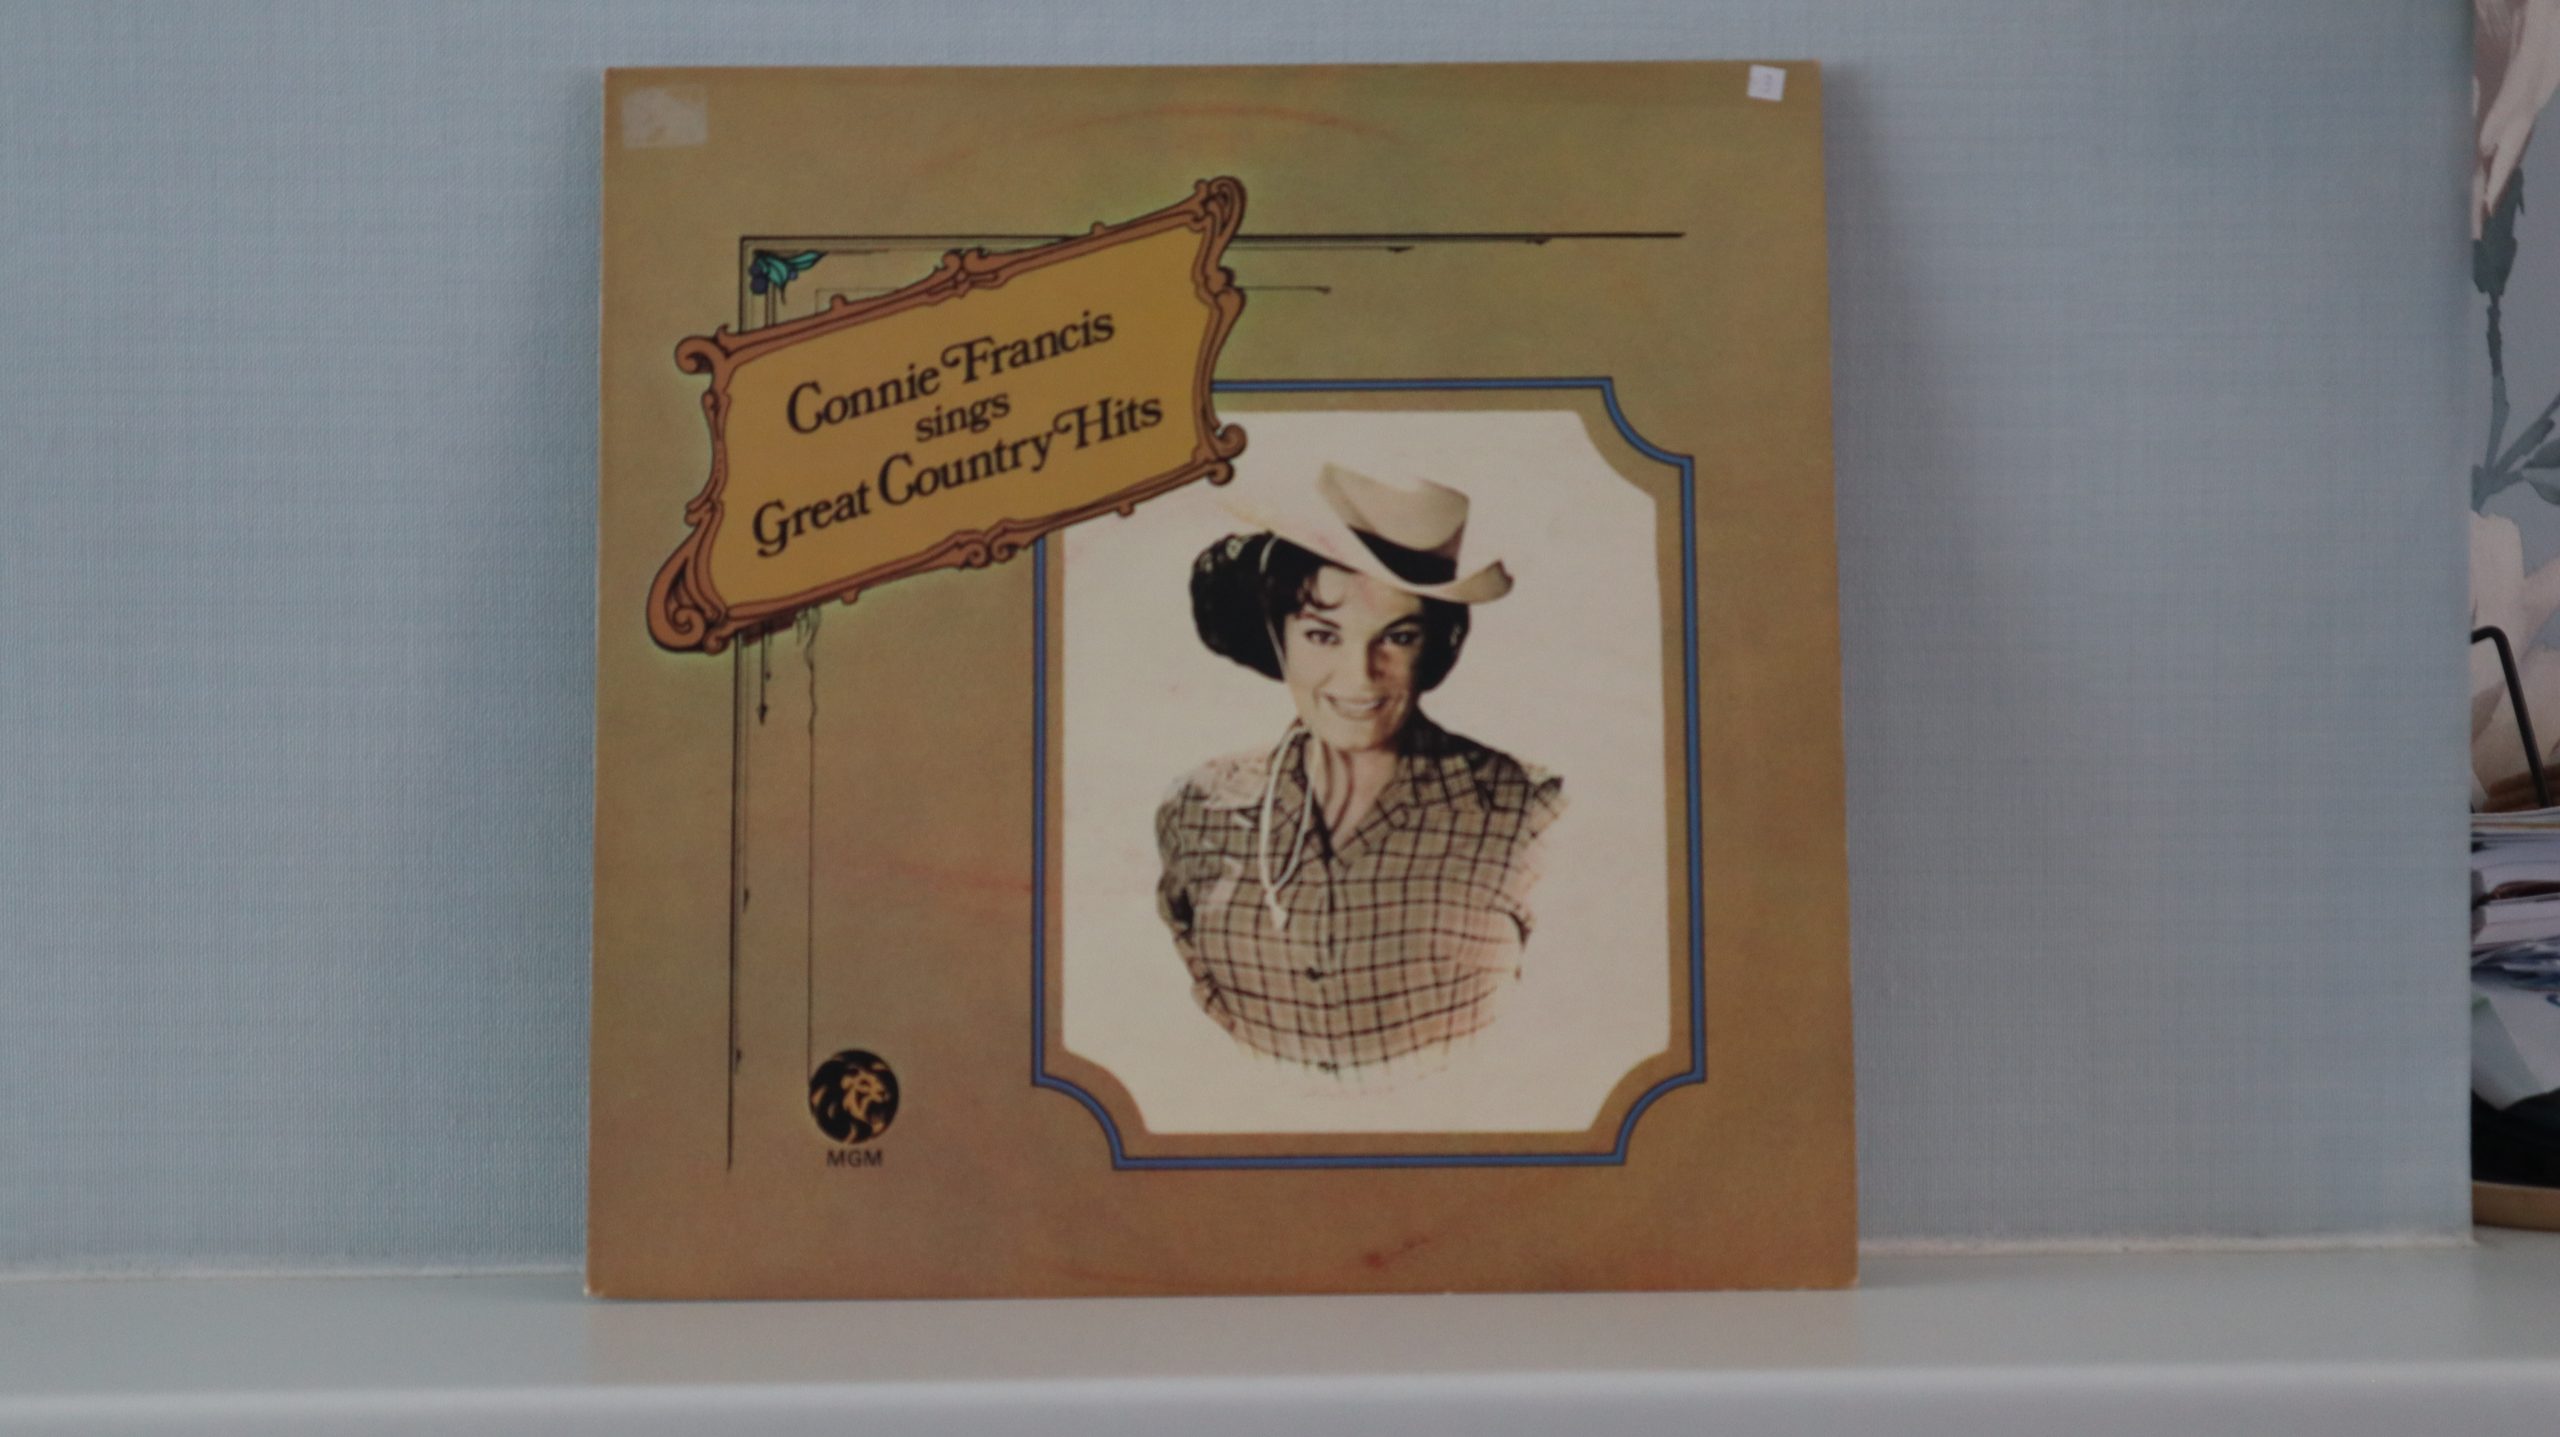 Connie Francis
sings
Great Country Hits
MGM